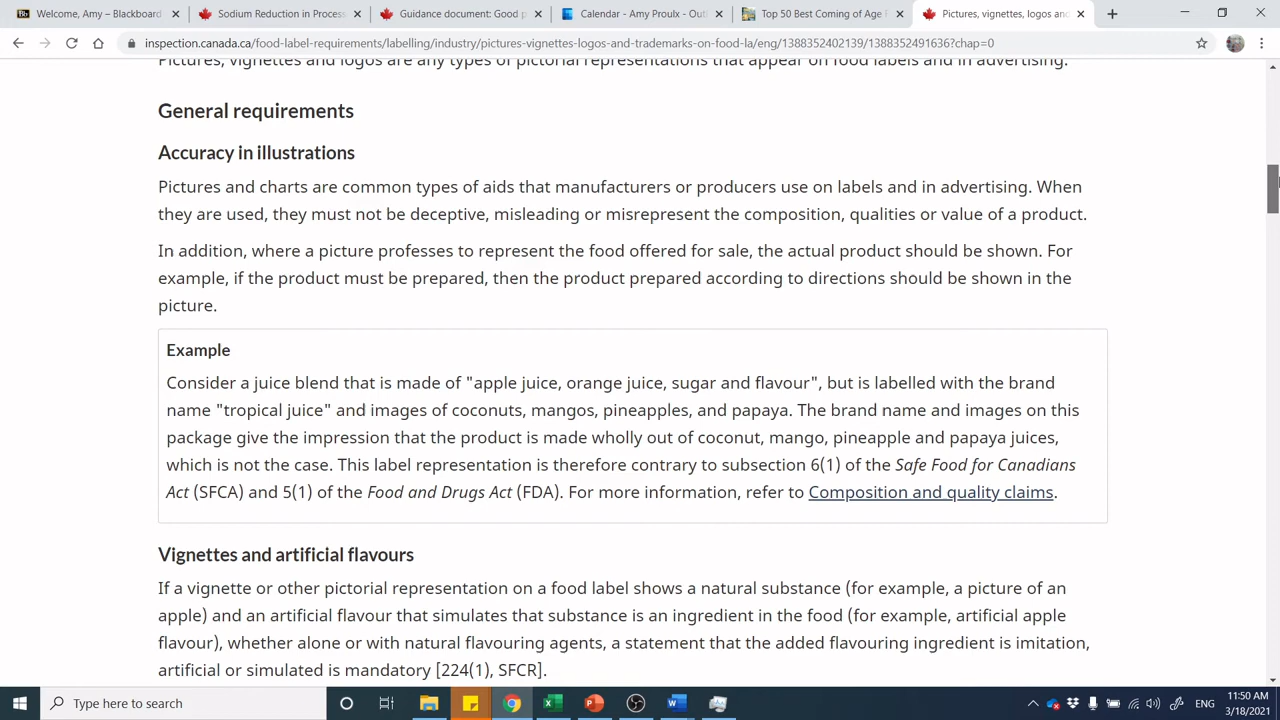 Welcome, Amy – Blackboard
Sodium Reduction in Process
Guidance document: Good p
Calendar - Amy Proulx - Out
Top 50 Best Coming of Age F
Pictures, vignettes, logos and
inspection.canada.ca/food-label-requirements/labelling/industry/pictures-vignettes-logos-and-trademarks-on-food-la/eng/1388352402139/1388352491636?chap=0
Pictures, vignettes and logos are any types of pictorial representations that appear on food labels and in advertising.
General requirements
Accuracy in illustrations
Pictures and charts are common types of aids that manufacturers or producers use on labels and in advertising. When
they are used, they must not be deceptive, misleading or misrepresent the composition, qualities or value of a product.
In addition, where a picture professes to represent the food offered for sale, the actual product should be shown. For
example, if the product must be prepared, then the product prepared according to directions should be shown in the
picture.
Example
Consider a juice blend that is made of "apple juice, orange juice, sugar and flavour", but is labelled with the brand
name "tropical juice" and images of coconuts, mangos, pineapples, and papaya. The brand name and images on this
package give the impression that the product is made wholly out of coconut, mango, pineapple and papaya juices,
which is not the case. This label representation is therefore contrary to subsection 6(1) of the Safe Food for Canadians
Act (SFCA) and 5(1) of the Food and Drugs Act (FDA). For more information, refer to Composition and quality claims.
Vignettes and artificial flavours
If a vignette or other pictorial representation on a food label shows a natural substance (for example, a picture of an
apple) and an artificial flavour that simulates that substance is an ingredient in the food (for example, artificial apple
flavour), whether alone or with natural flavouring agents, a statement that the added flavouring ingredient is imitation,
artificial or simulated is mandatory [224(1), SFCR].
Type here to search
ENG
11:50 AM
3/18/2021